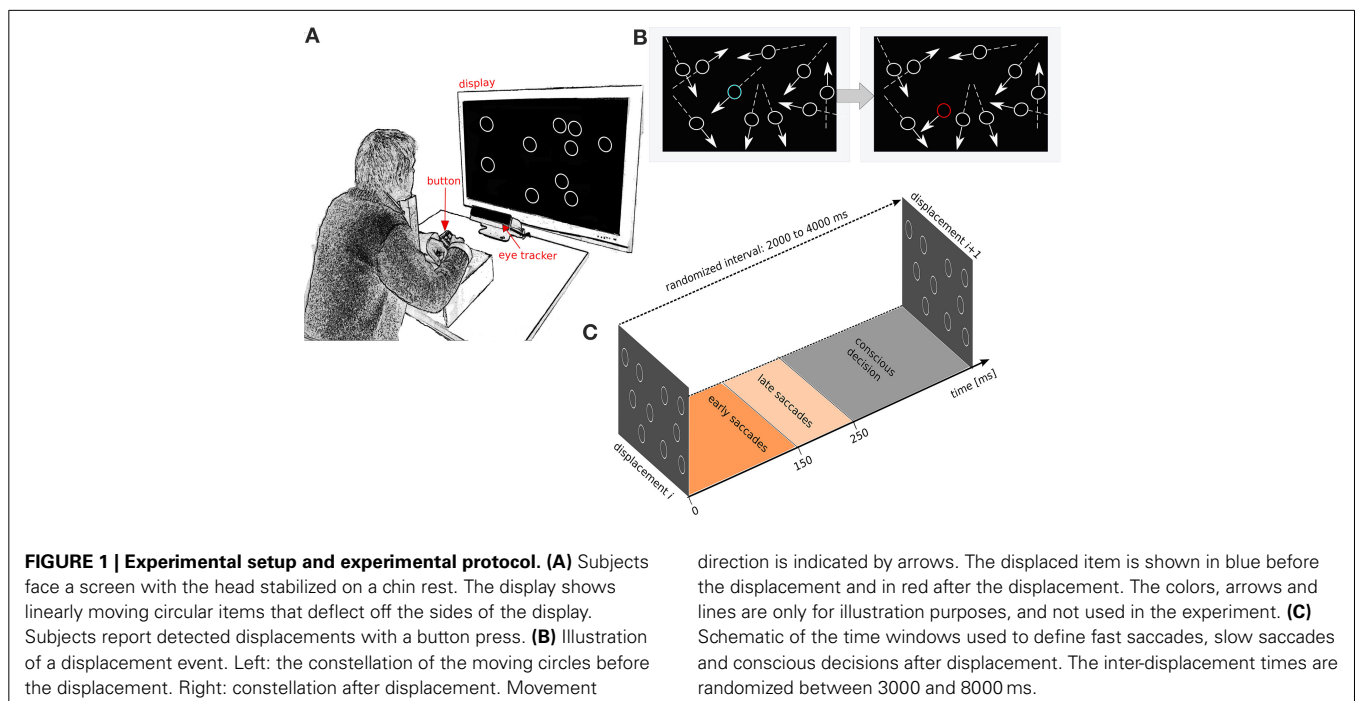 A
display
button
eye tracker
B
C
randomized interval: 2000 to 4000 ms
displacement i+1
displacement i
early saccades
late saccades
conscious
decision
0
150
250
time [ms]
FIGURE 1 | Experimental setup and experimental protocol. (A) Subjects
face a screen with the head stabilized on a chin rest. The display shows
linearly moving circular items that deflect off the sides of the display.
Subjects report detected displacements with a button press. (B) Illustration
of a displacement event. Left: the constellation of the moving circles before
the displacement. Right: constellation after displacement. Movement
direction is indicated by arrows. The displaced item is shown in blue before
the displacement and in red after the displacement. The colors, arrows and
lines are only for illustration purposes, and not used in the experiment. (C)
Schematic of the time windows used to define fast saccades, slow saccades
and conscious decisions after displacement. The inter-displacement times are
randomized between 3000 and 8000 ms.